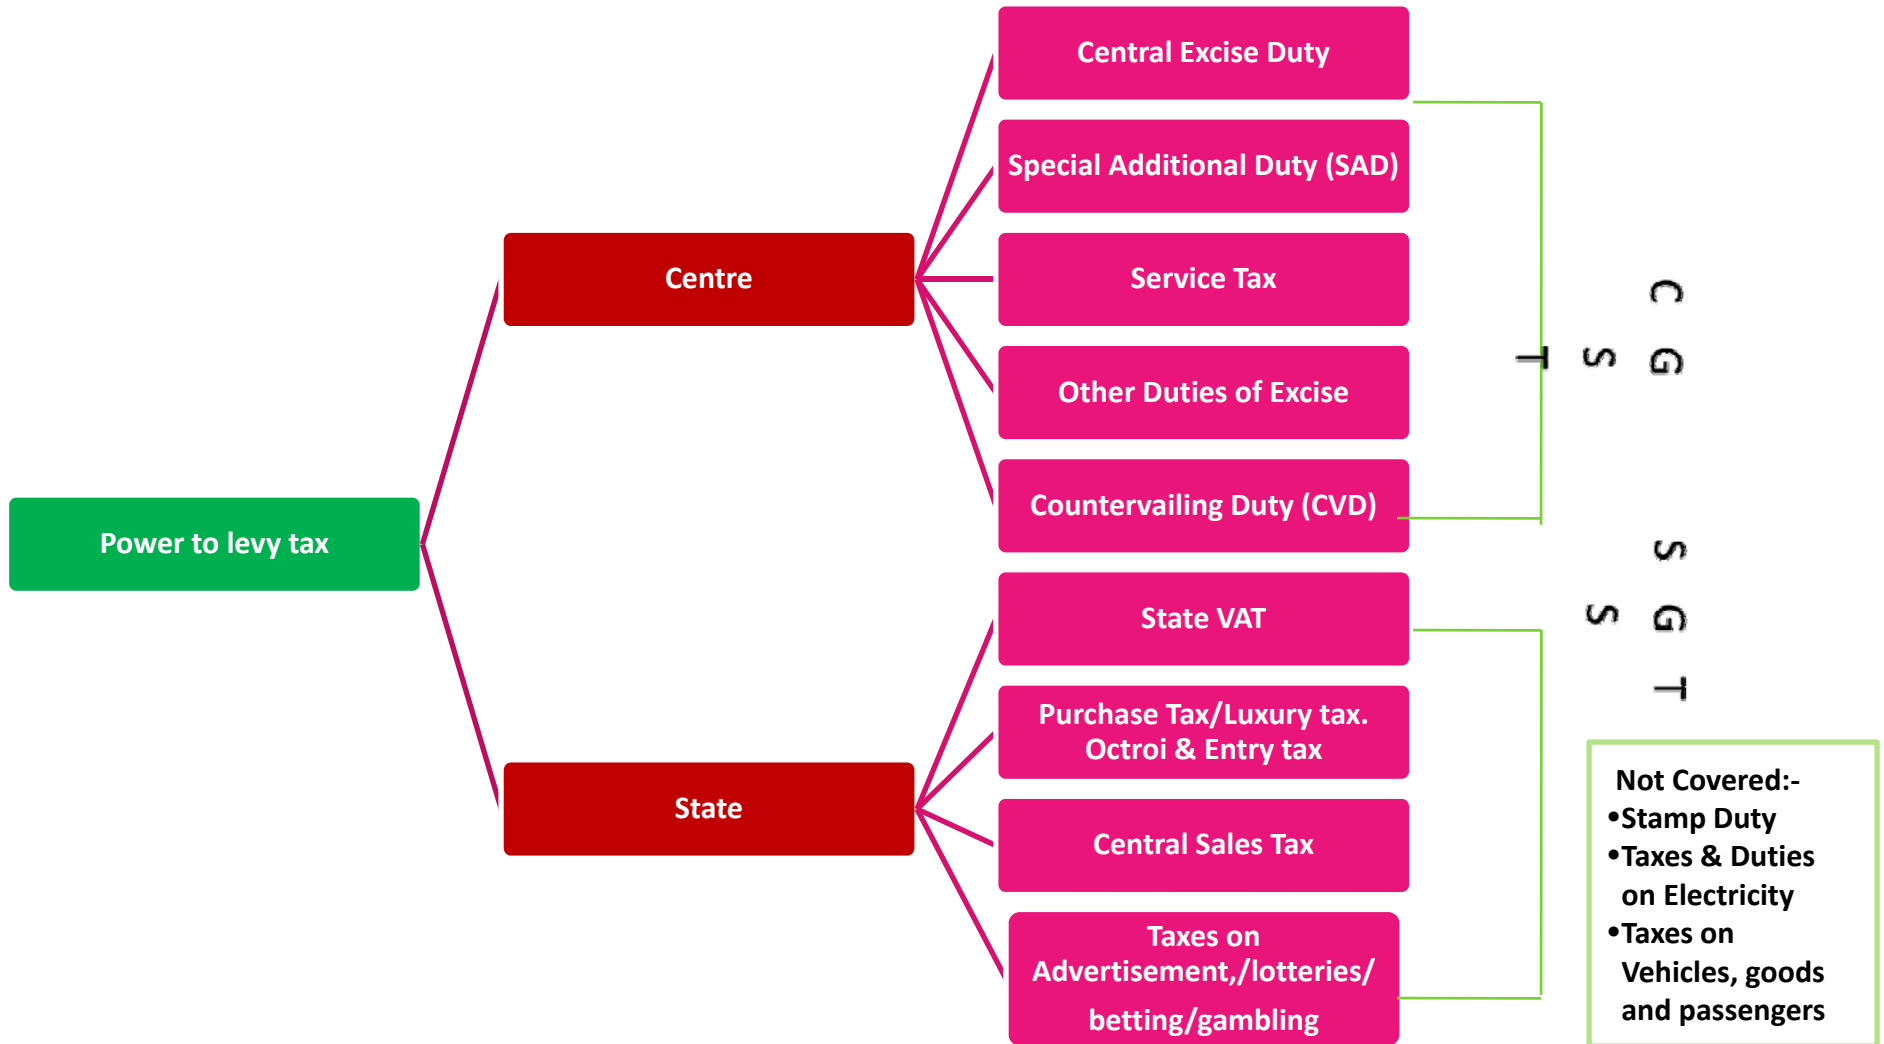 Central Excise Duty
Special Additional Duty (SAD)
Centre
Service Tax
C
G
S
T
Other Duties of Excise
Countervailing Duty (CVD)
Power to levy tax
S
G
S
T
State VAT
Purchase Tax/Luxury tax.
Octroi & Entry tax
State
Central Sales Tax
Taxes on
Advertisement,/lotteries/
betting/gambling
Not Covered:-
•Stamp Duty
•Taxes & Duties
on Electricity
•Taxes on
Vehicles, goods
and passengers